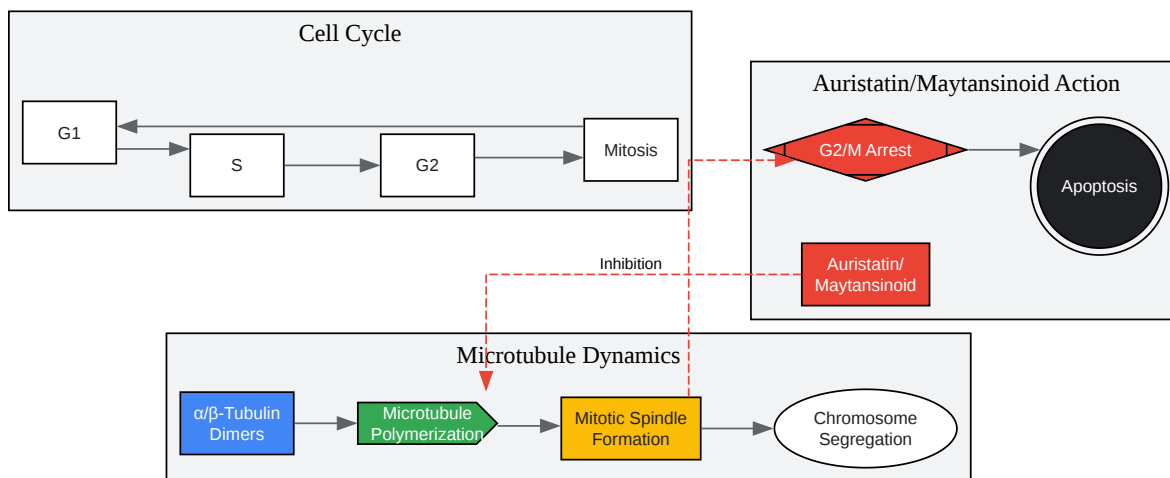 Cell Cycle
G1
S
G2
Mitosis
Auristatin/Maytansinoid Action
G2/M Arrest
Apoptosis
Auristatin/
Maytansinoid
Inhibition
Microtubule Dynamics
α/β-Tubulin
Dimers
Microtubule
Polymerization
Mitotic Spindle
Formation
Chromosome
Segregation